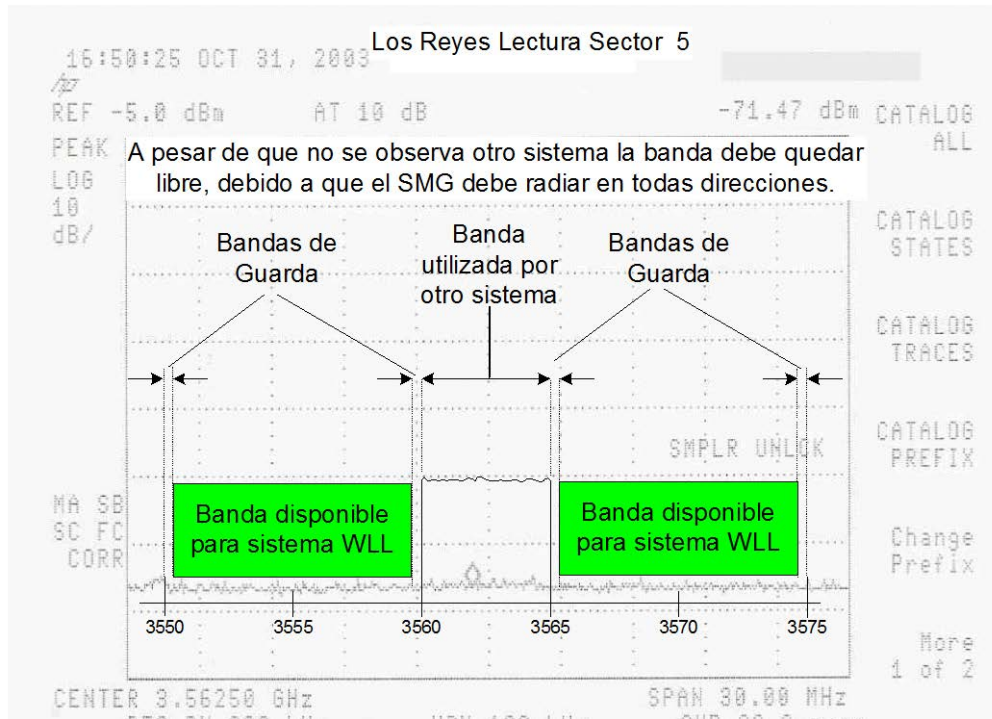 Los Reyes Lectura Sector 5
16:50:25 OCT 31, 2003
hp
REF -5.0 dBm AT 10 dB -71.47 dBm
PEAK
LOG
10
dB/
A pesar de que no se observa otro sistema la banda debe quedar
libre, debido a que el SMG debe radiar en todas direcciones.
Bandas de
Guarda
Banda
utilizada por
otro sistema
Bandas de
Guarda
SMPLR UNLCK
MA SB
SC FC
CORR
Banda disponible
para sistema WLL
Banda disponible
para sistema WLL
3550 3555 3560 3565 3570 3575
CENTER 3.56250 GHz SPAN 30.00 MHz
CATALOG
ALL
CATALOG
STATES
CATALOG
TRACES
CATALOG
PREFIX
Change
Prefix
More
1 of 2